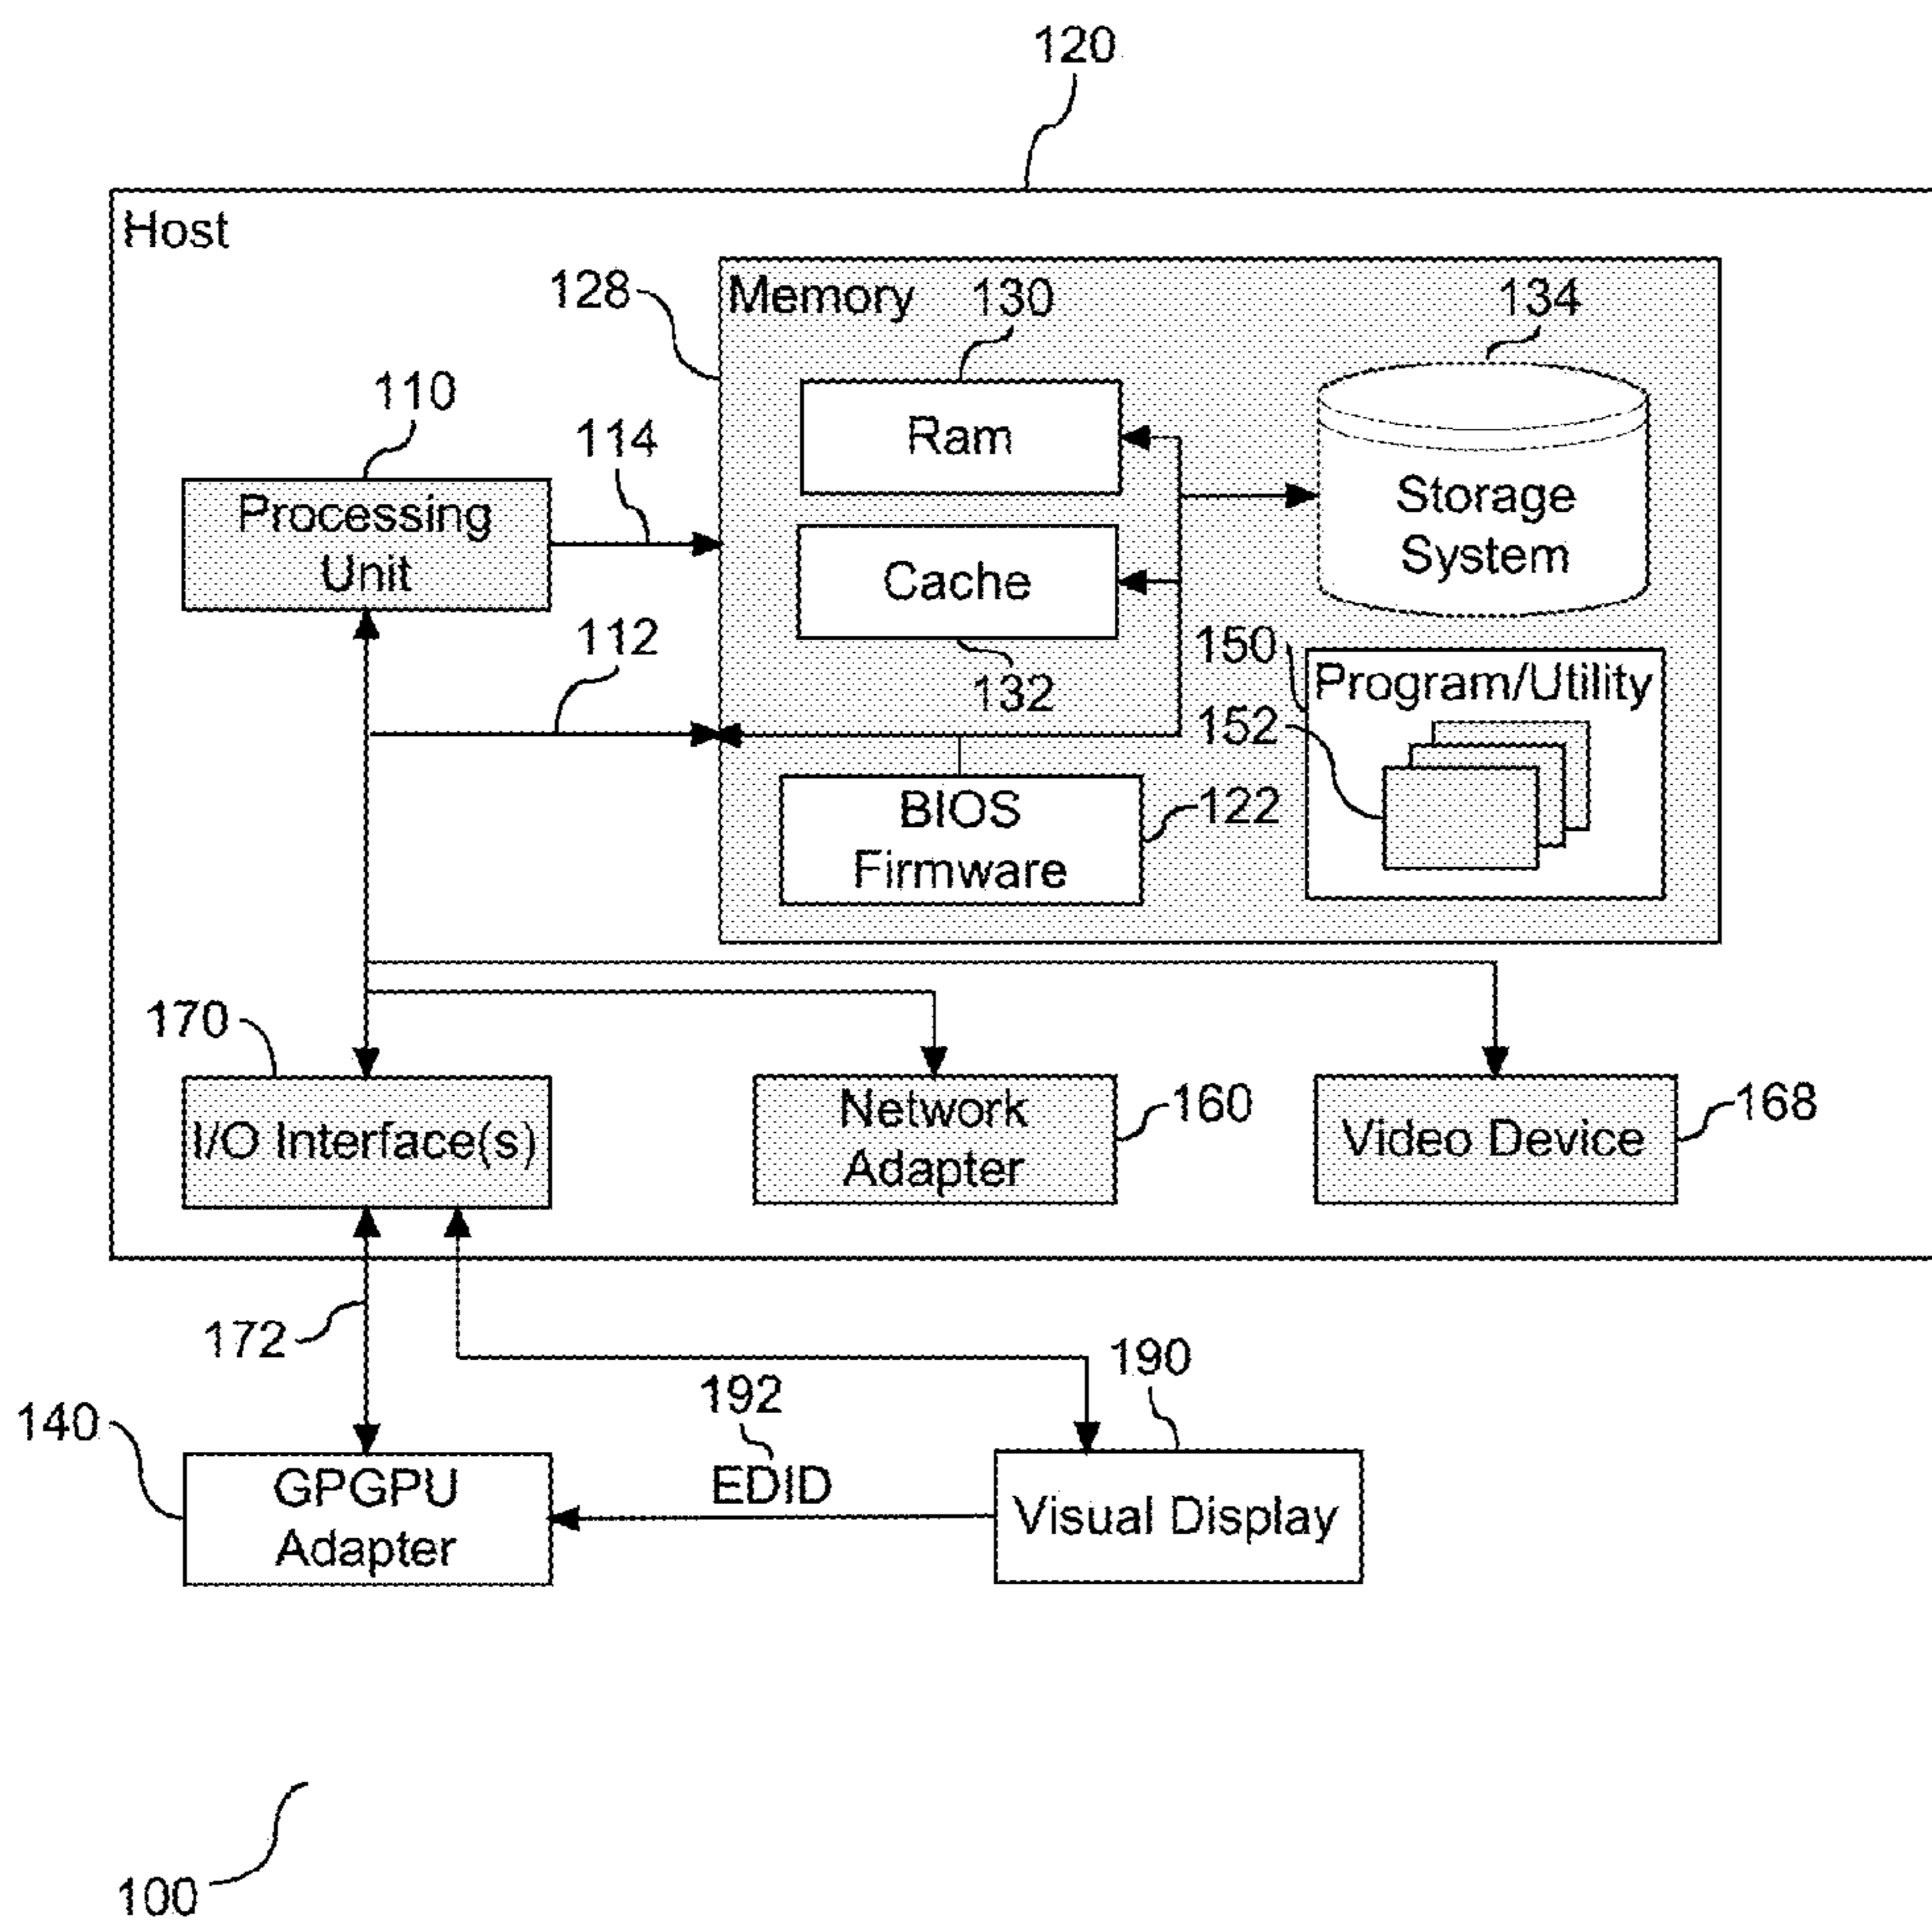 120
Host
128
Memory
130
134
110
114
Ram
Processing
Unit
Storage
System
Cache
112
132
150
Program/Utility
152
BIOS
Firmware
122
170
I/O Interface(s)
Network
Adapter
160
Video Device
168
172
192
190
140
GPGPU
Adapter
EDID
Visual Display
100